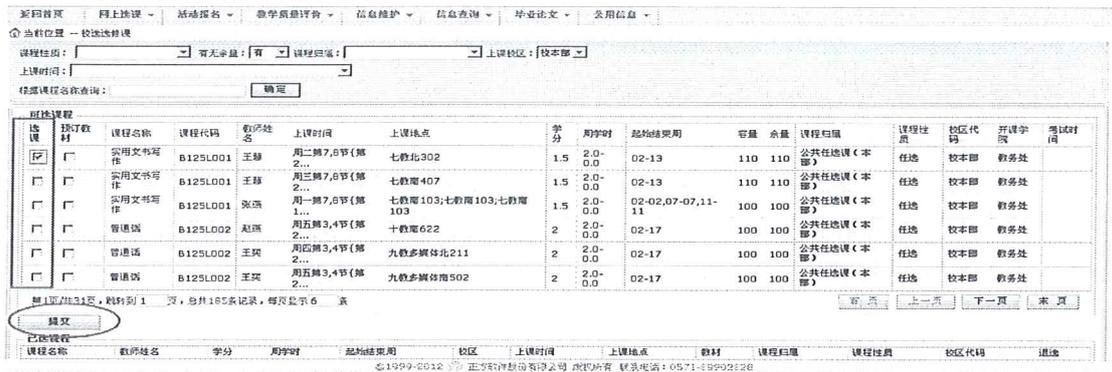 返回首页 网上选课 活动报名 教学质量评价 信息维护 信息查询 毕业论文 公用信息
当前位置 -- 校选选修课
课程性质： 有无余量：有 课程归属： 上课校区：校本部
上课时间：
根据课程名称查询： 确定
可选课程
选课 预订教材 课程名称 课程代码 教师姓名 上课时间 上课地点 学分 周学时 起始结束周 容量 余量 课程归属 课程性质 校区代码 开课学院 考试时间
实用文书写作 B125L001 王慧 周二第7,8节{第2... 七教北302 1.5 2.0-0.0 02-13 110 110 公共任选课（本部） 任选 校本部 教务处
实用文书写作 B125L001 王慧 周三第7,8节{第2... 七教南407 1.5 2.0-0.0 02-13 110 110 公共任选课（本部） 任选 校本部 教务处
实用文书写作 B125L001 张燕 周一第7,8节{第1... 七教南103;七教南103;七教南103 1.5 2.0-0.0 02-02,07-07,11-11 100 100 公共任选课（本部） 任选 校本部 教务处
普通话 B125L002 赵燕 周五第3,4节{第2... 十教南622 2 2.0-0.0 02-17 100 100 公共任选课（本部） 任选 校本部 教务处
普通话 B125L002 王奕 周四第3,4节{第2... 九教多媒体北211 2 2.0-0.0 02-17 100 100 公共任选课（本部） 任选 校本部 教务处
普通话 B125L002 王奕 周五第3,4节{第2... 九教多媒体南502 2 2.0-0.0 02-17 100 100 公共任选课（本部） 任选 校本部 教务处
第1页/共31页，跳转到 1 页，总共185条记录，每页显示 6 条 首 页 上一页 下一页 末 页
提交
已选课程
课程名称 教师姓名 学分 周学时 起始结束周 校区 上课时间 上课地点 教材 课程归属 课程性质 校区代码 退选
©1999-2012 正方软件股份有限公司 版权所有 联系电话：0571-89902828